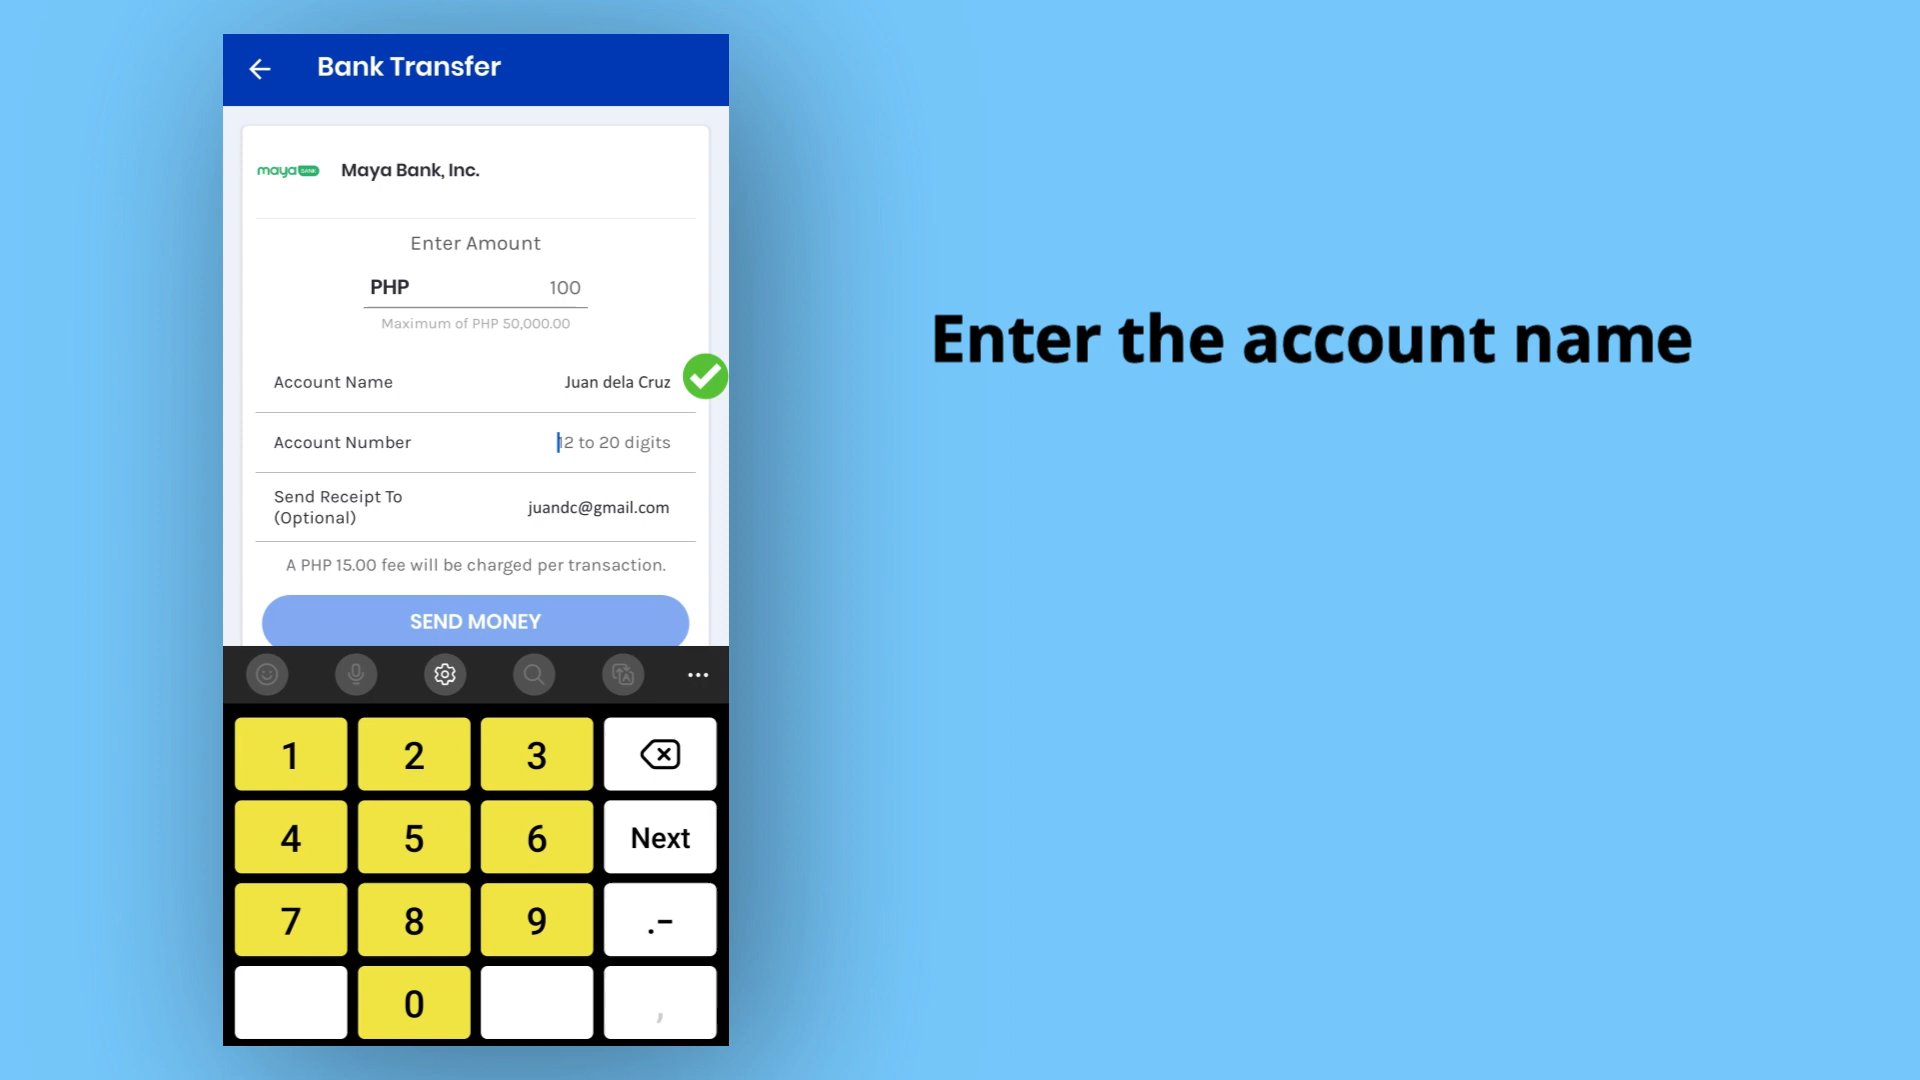 Bank Transfer
maya BANK
Maya Bank, Inc.
Enter Amount
PHP 100
Maximum of PHP 50,000.00
Account Name Juan dela Cruz
Account Number 12 to 20 digits
Send Receipt To
(Optional)
juandc@gmail.com
A PHP 15.00 fee will be charged per transaction.
SEND MONEY
1 2 3
4 5 6 Next
7 8 9 .-
0 ,
Enter the account name